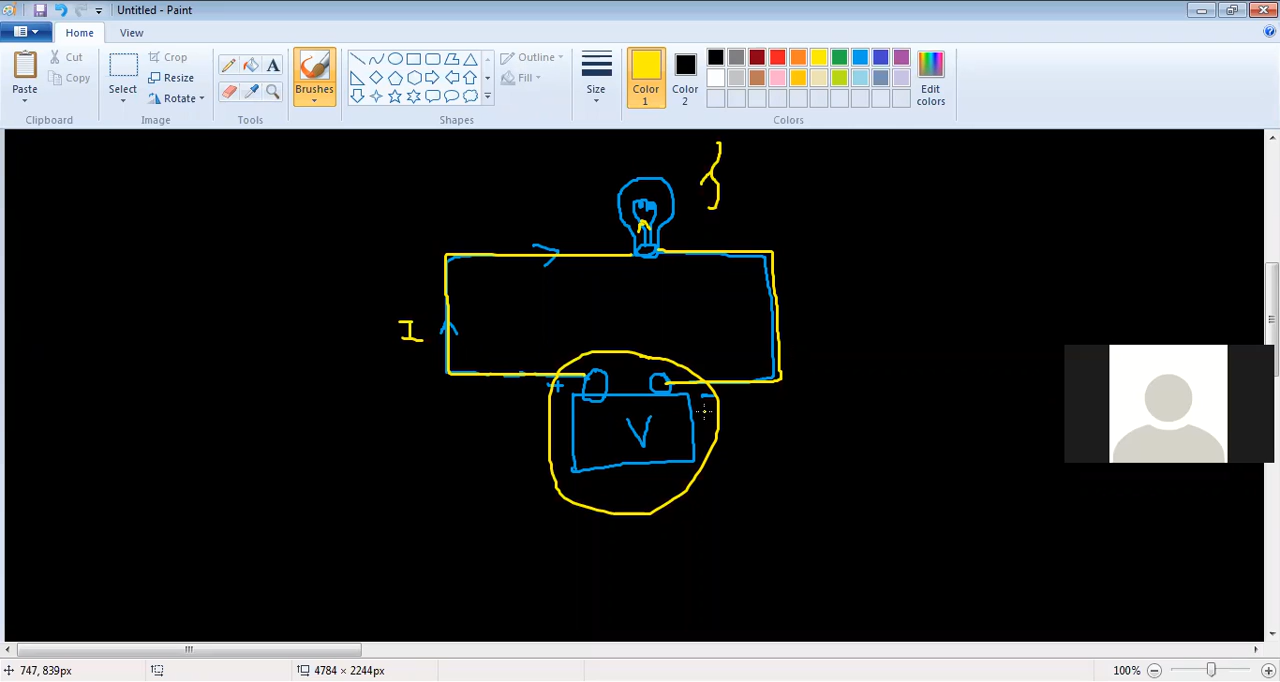 Untitled - Paint
Home
View
Paste
Cut
Copy
Clipboard
Select
Crop
Resize
Rotate
Image
Tools
Brushes
Shapes
Outline
Fill
Size
Color
1
Color
2
Edit
colors
Colors
I
+
-
V
747, 839px
4784 × 2244px
100%